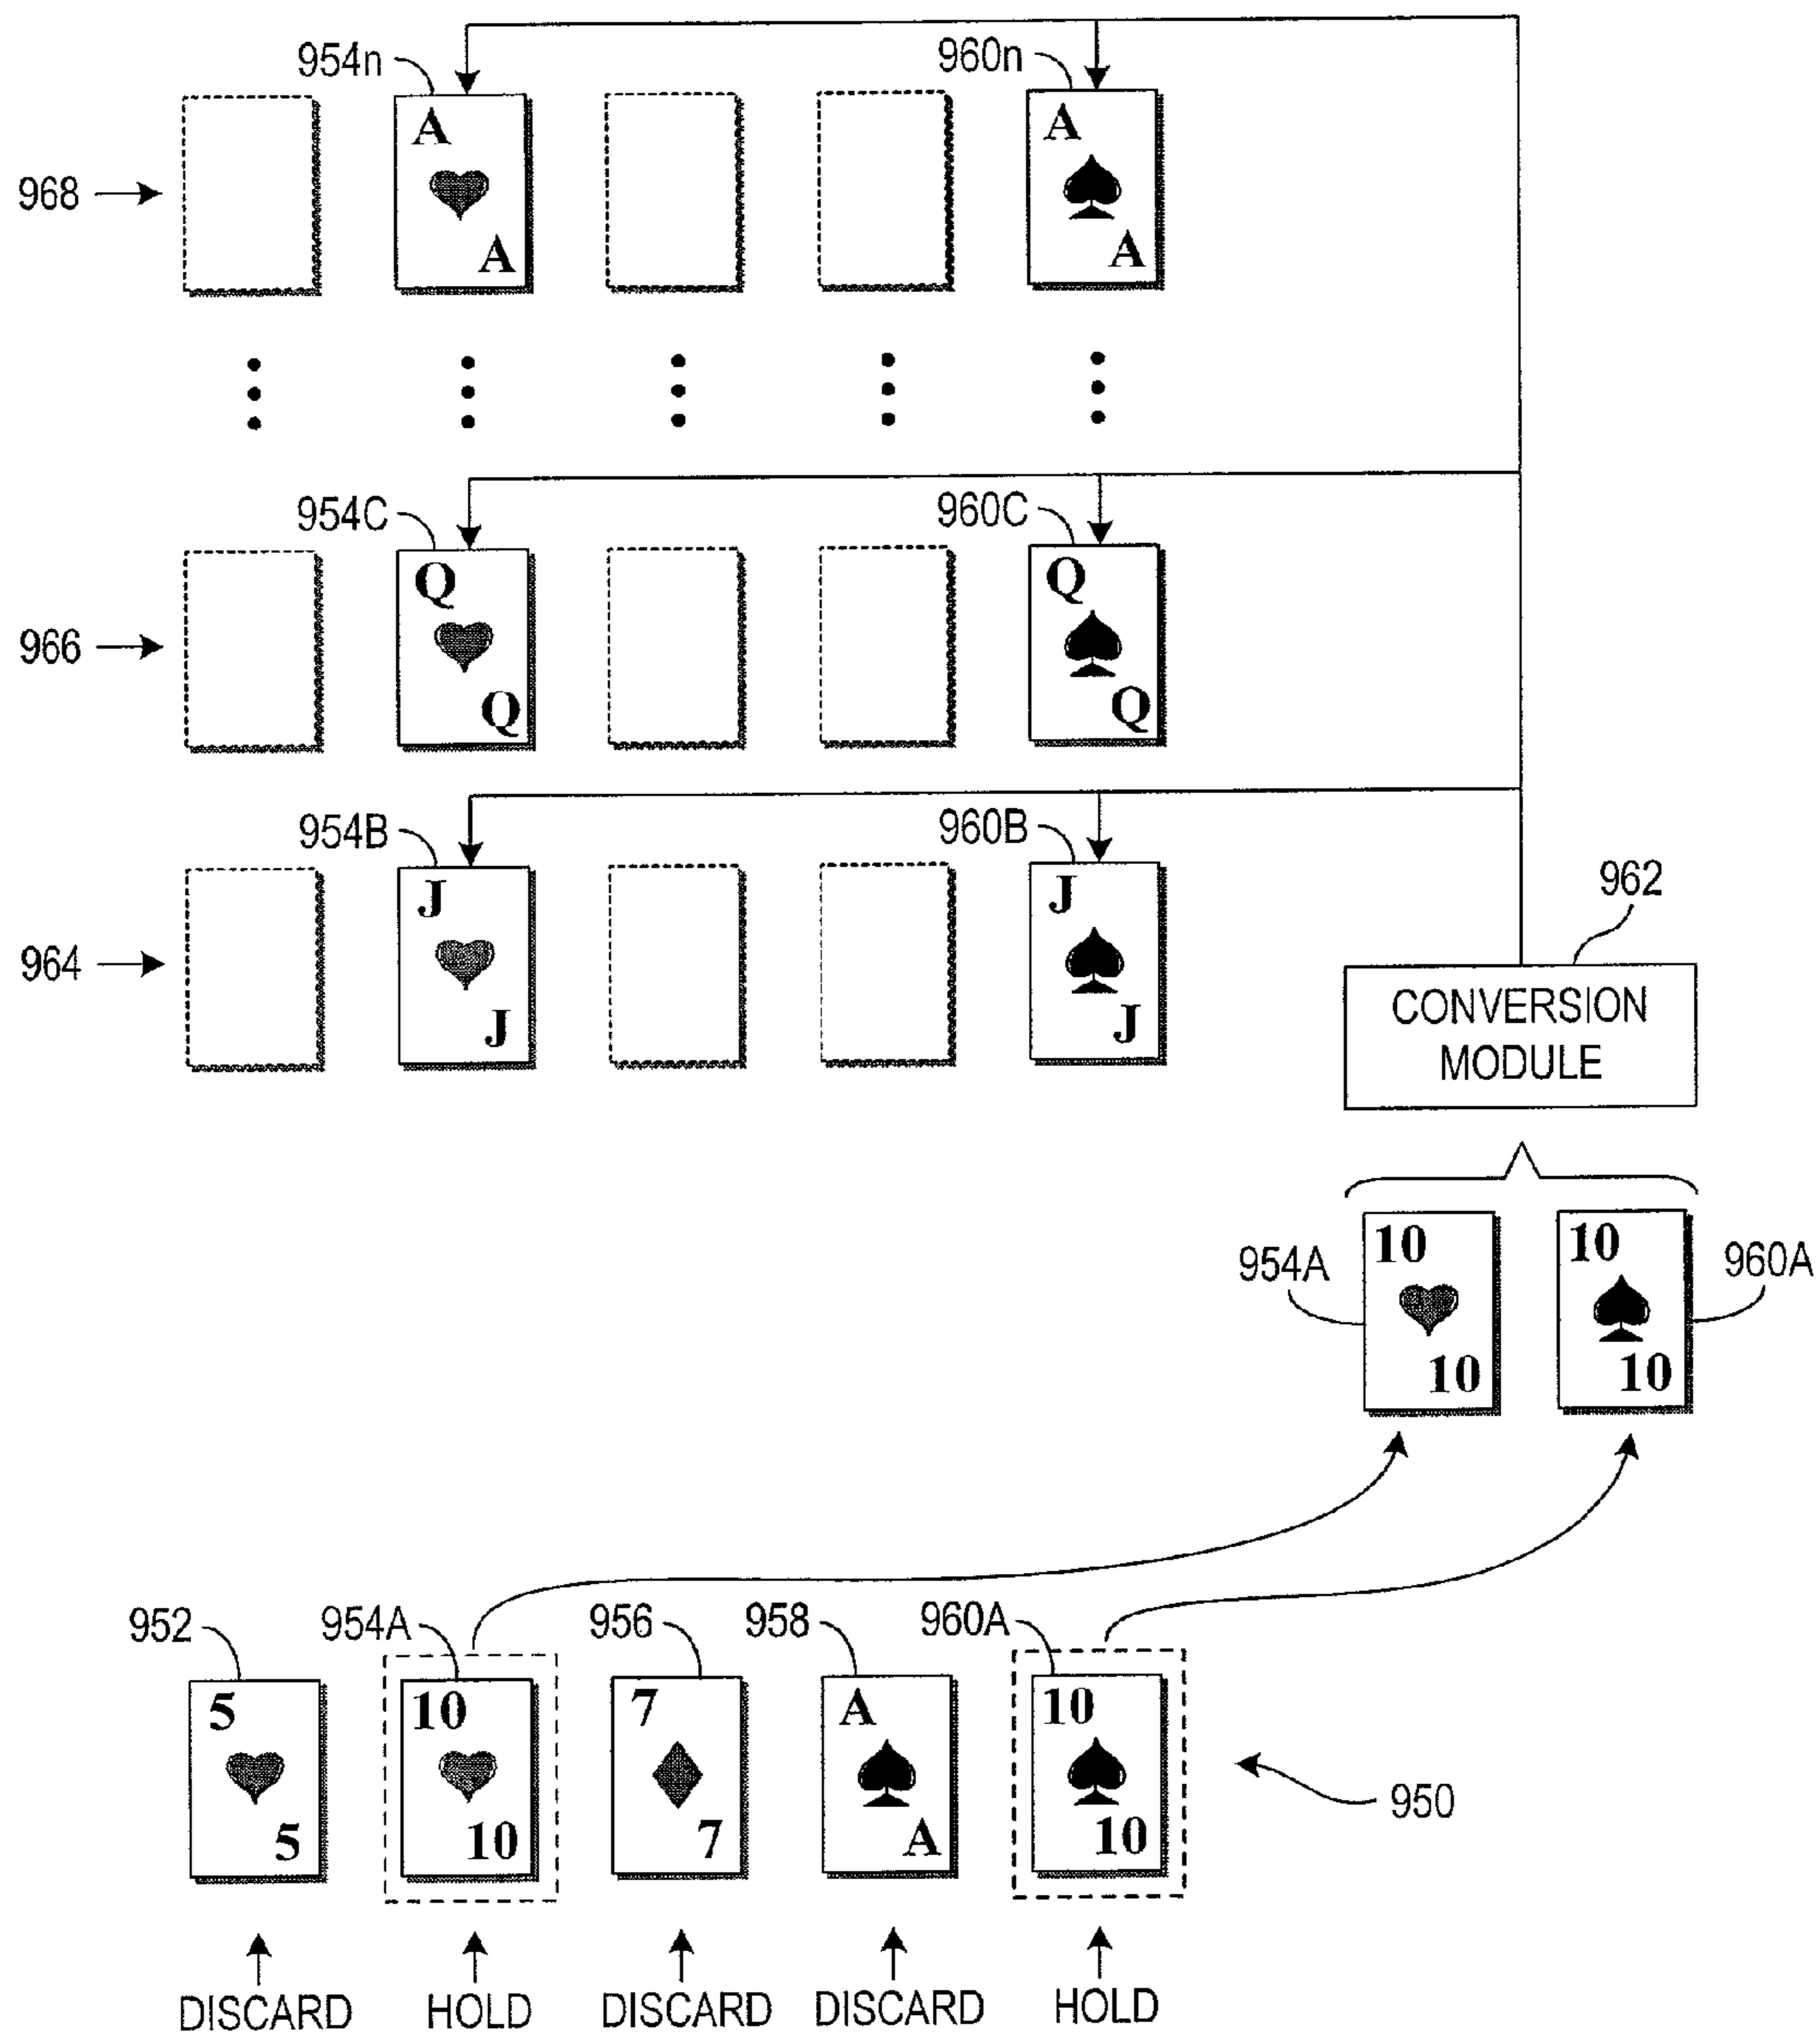 954n 960n
A A
968
A A
954C 960C
Q Q
966
Q Q
954B 960B
J J
962
964
J J
CONVERSION
MODULE
10 10
954A 960A
10 10
952 954A 956 958 960A
5 10 7 A 10
950
5 10 7 A 10
DISCARD HOLD DISCARD DISCARD HOLD